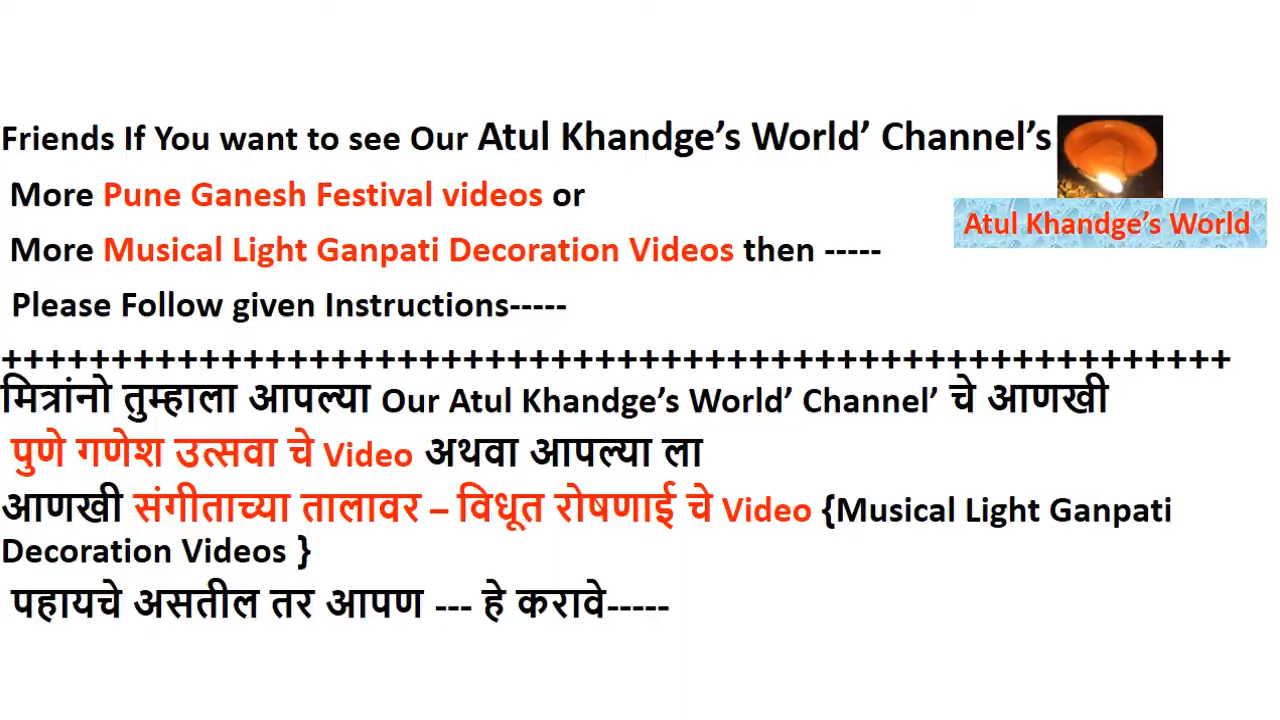 Friends If You want to see Our Atul Khandge’s World’ Channel’s
More Pune Ganesh Festival videos or
Atul Khandge’s World
More Musical Light Ganpati Decoration Videos then -----
Please Follow given Instructions-----
++++++++++++++++++++++++++++++++++++++++++++++++
मित्रांनो तुम्हाला आपल्या Our Atul Khandge’s World’ Channel’ चे आणखी
पुणे गणेश उत्सवा चे Video अथवा आपल्या ला
आणखी संगीताच्या तालावर – विधूत रोषणाई चे Video {Musical Light Ganpati
Decoration Videos }
पहायचे असतील तर आपण --- हे करावे-----